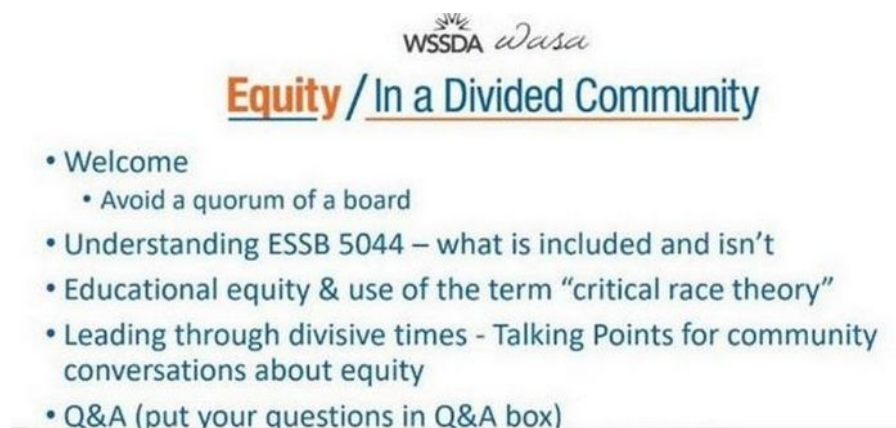 WSSDA wasa
Equity / In a Divided Community
• Welcome
• Avoid a quorum of a board
• Understanding ESSB 5044 – what is included and isn't
• Educational equity & use of the term “critical race theory”
• Leading through divisive times - Talking Points for community
conversations about equity
• Q&A (put your questions in Q&A box)